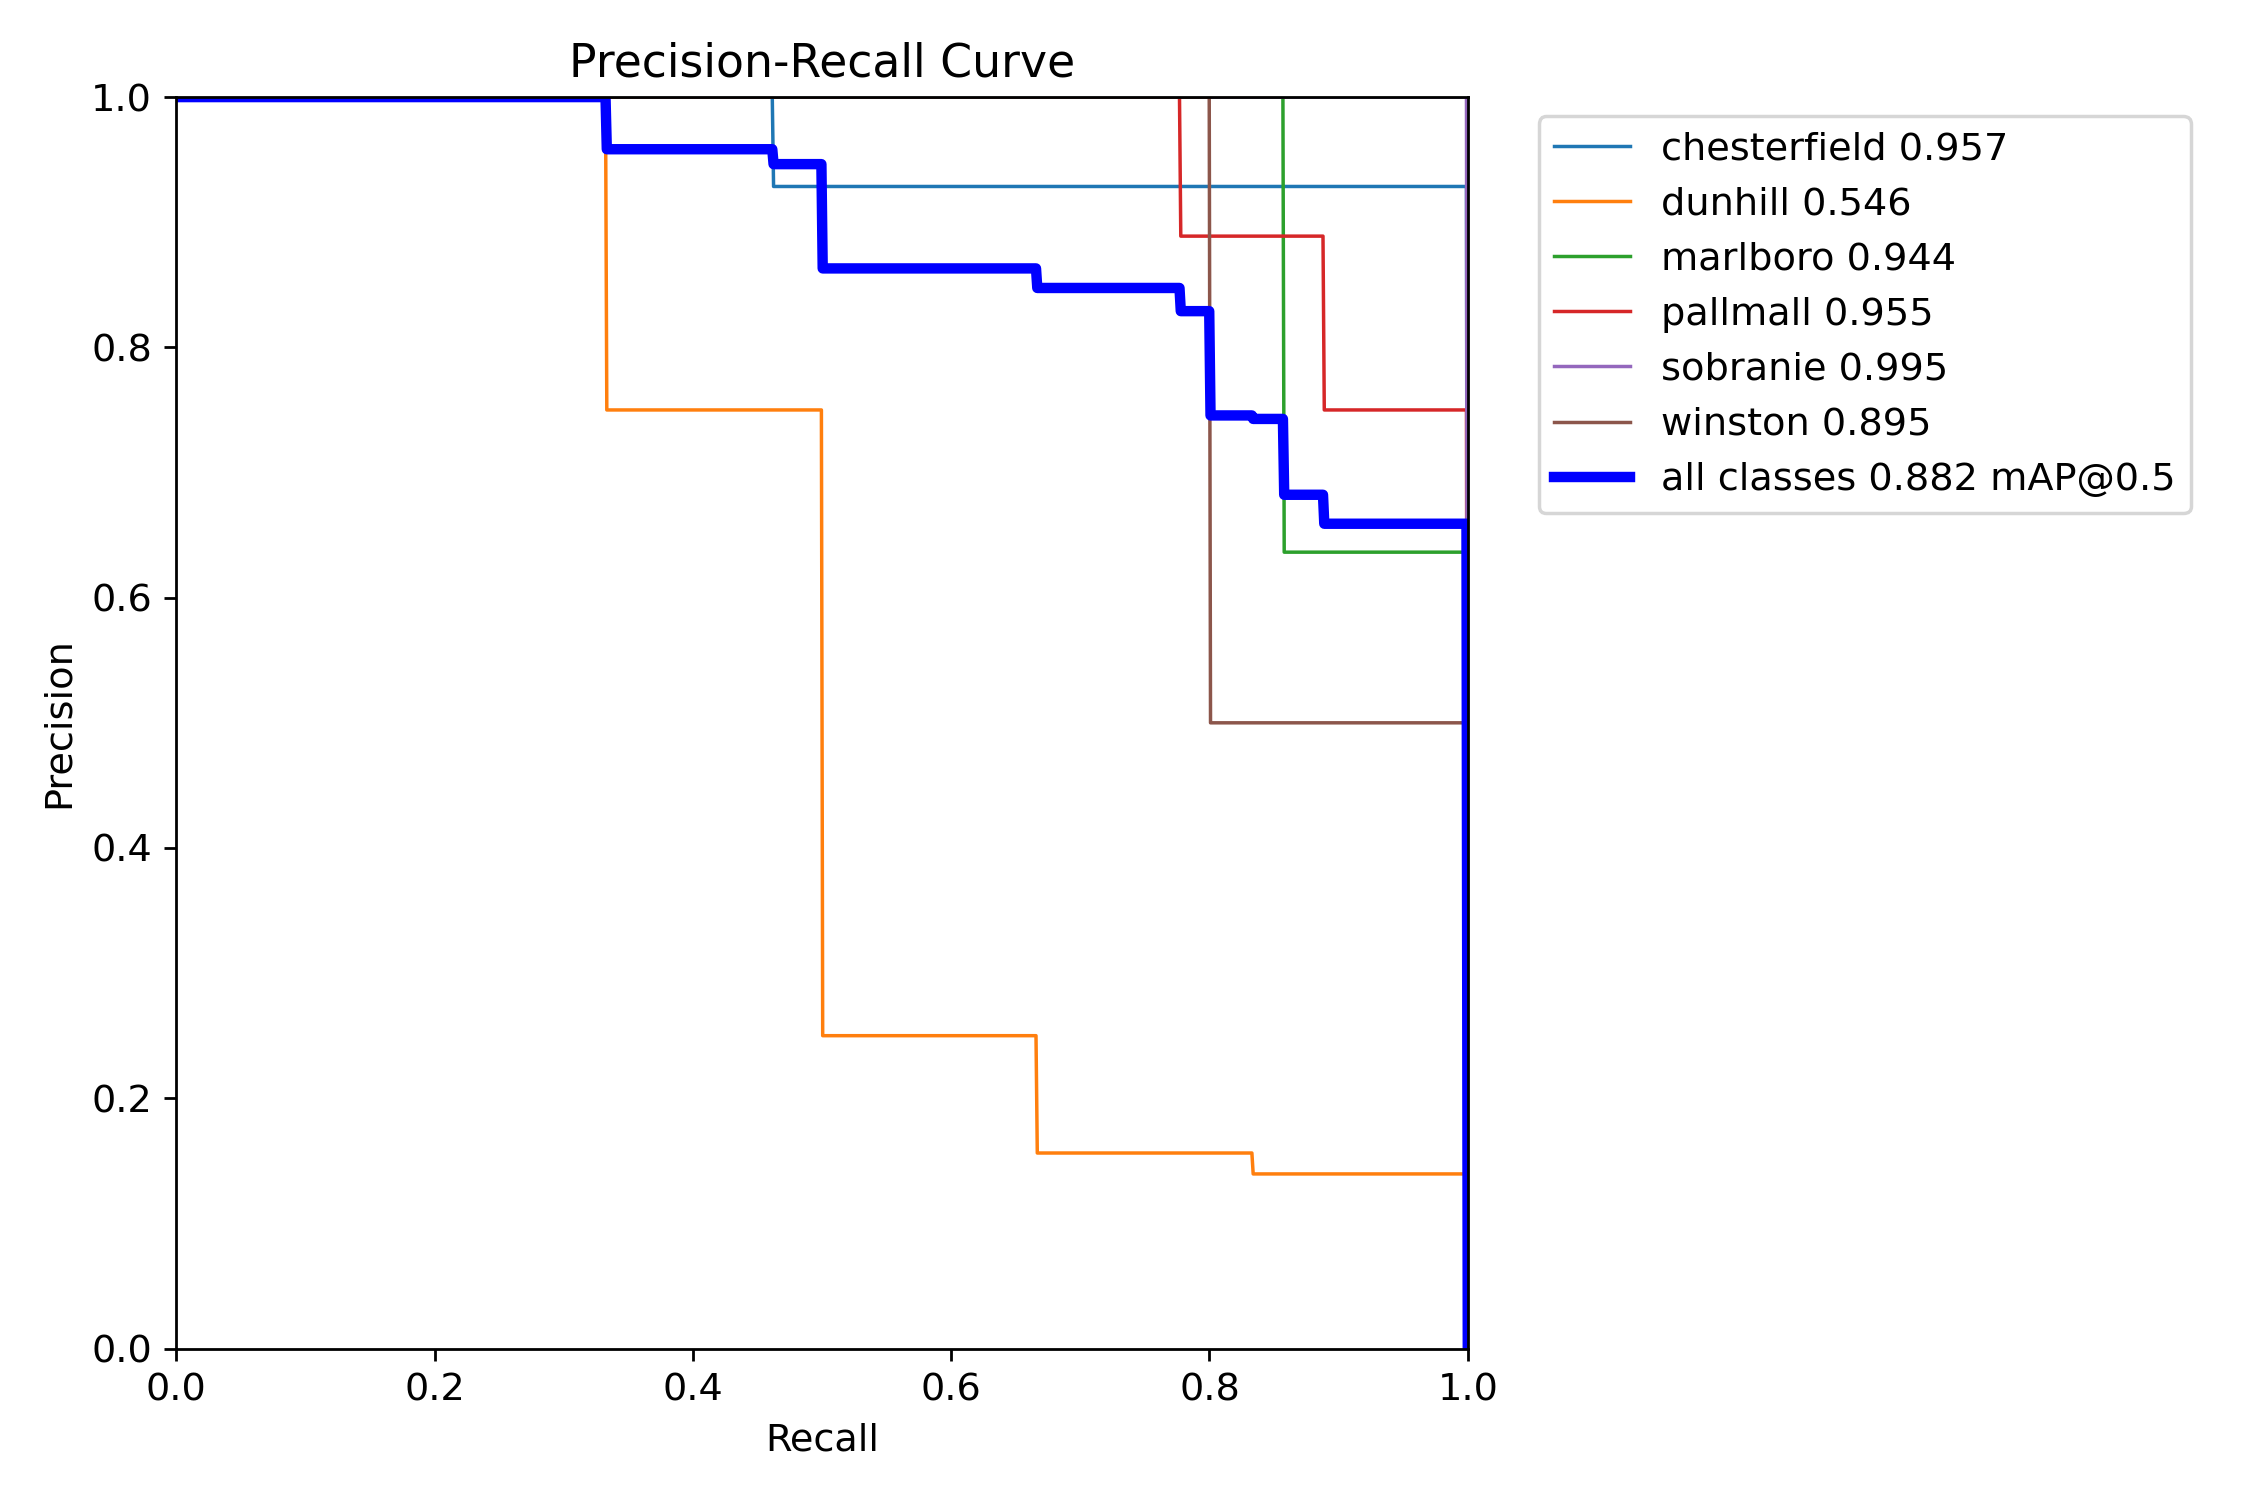 Precision-Recall Curve
1.0
0.8
0.6
0.4
0.2
0.0
Precision
0.0 0.2 0.4 0.6 0.8 1.0
Recall
chesterfield 0.957
dunhill 0.546
marlboro 0.944
pallmall 0.955
sobranie 0.995
winston 0.895
all classes 0.882 mAP@0.5